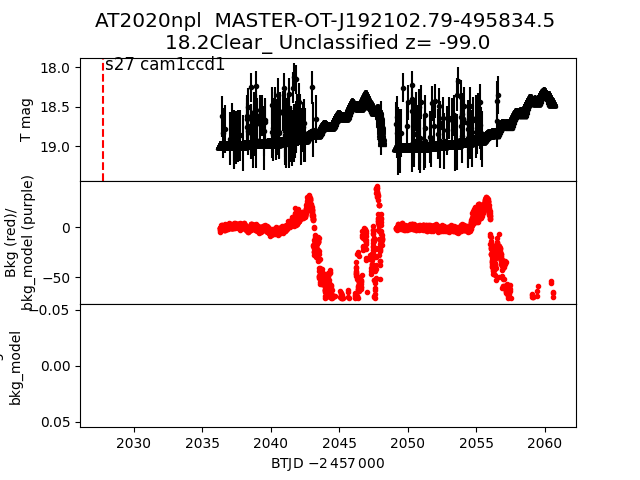 AT2020npl  MASTER-OT-J192102.79-495834.5
18.2Clear_ Unclassified z= -99.0
s27 cam1ccd1
18.0
18.5
19.0
T mag
0
−50
Bkg (red)/
bkg_model (purple)
−0.05
0.00
0.05
bkg_model
2030
2035
2040
2045
2050
2055
2060
BTJD −2 457 000